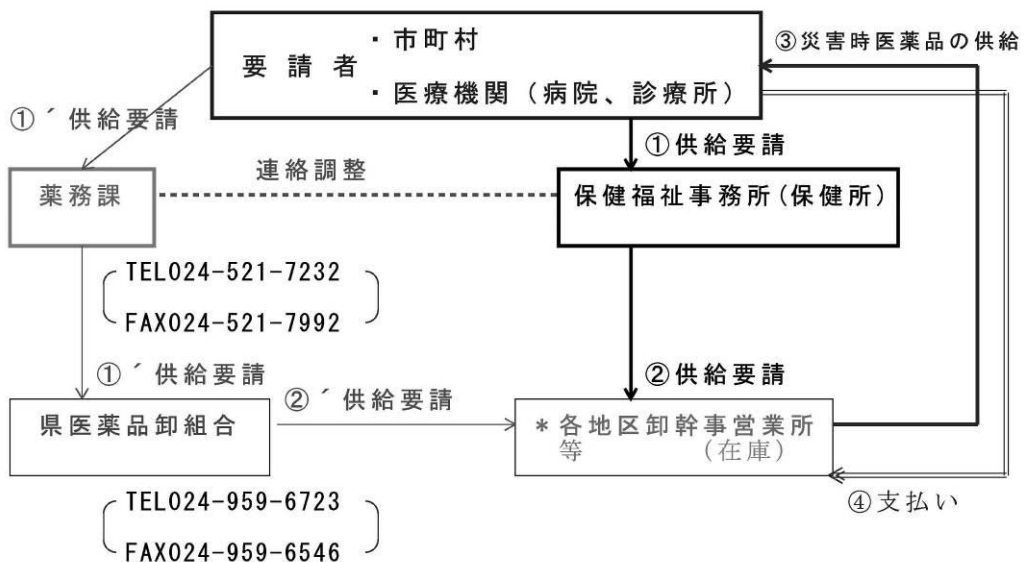 ・市町村
要請者
・医療機関（病院、診療所）
③災害時医薬品の供給
①´供給要請
①供給要請
薬務課
連絡調整
保健福祉事務所(保健所)
TEL024-521-7232
FAX024-521-7992
①´供給要請
②供給要請
県医薬品卸組合
②´供給要請
*各地区卸幹事営業所
等　（在庫）
④支払い
TEL024-959-6723
FAX024-959-6546